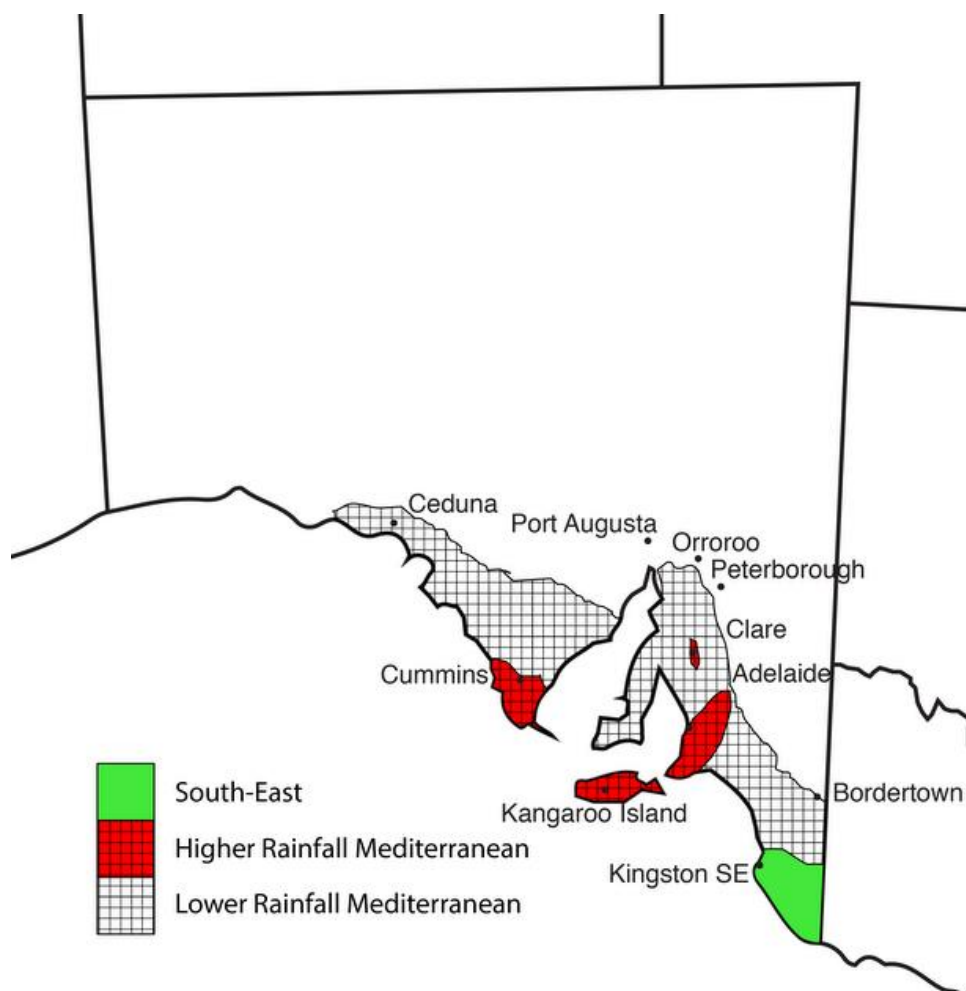 Ceduna
Port Augusta
Orroroo
Peterborough
Clare
Cummins
Adelaide
South-East
Bordertown
Kangaroo Island
Higher Rainfall Mediterranean
Kingston SE
Lower Rainfall Mediterranean